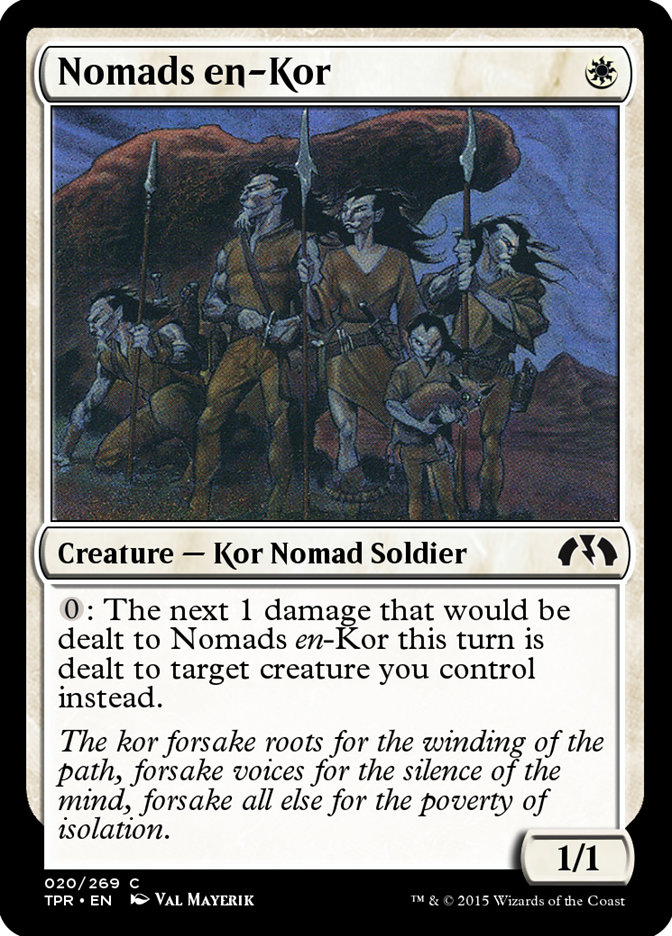 Nomads en-Kor
Creature — Kor Nomad Soldier
0: The next 1 damage that would be
dealt to Nomads en-Kor this turn is
dealt to target creature you control
instead.
The kor forsake roots for the winding of the
path, forsake voices for the silence of the
mind, forsake all else for the poverty of
isolation.
1/1
020/269 C
TPR • EN Val Mayerik
™ & © 2015 Wizards of the Coast